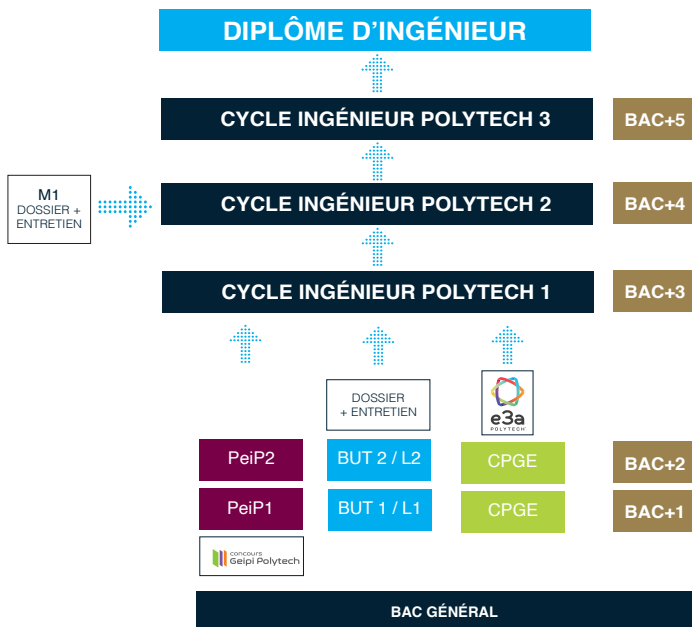 DIPLÔME D'INGÉNIEUR
CYCLE INGÉNIEUR POLYTECH 3
BAC+5
M1
DOSSIER +
ENTRETIEN
CYCLE INGÉNIEUR POLYTECH 2
BAC+4
CYCLE INGÉNIEUR POLYTECH 1
BAC+3
DOSSIER
+ ENTRETIEN
e3a
POLYTECH
PeiP2
BUT 2 / L2
CPGE
BAC+2
PeiP1
BUT 1 / L1
CPGE
BAC+1
concours
Geipi Polytech
BAC GÉNÉRAL